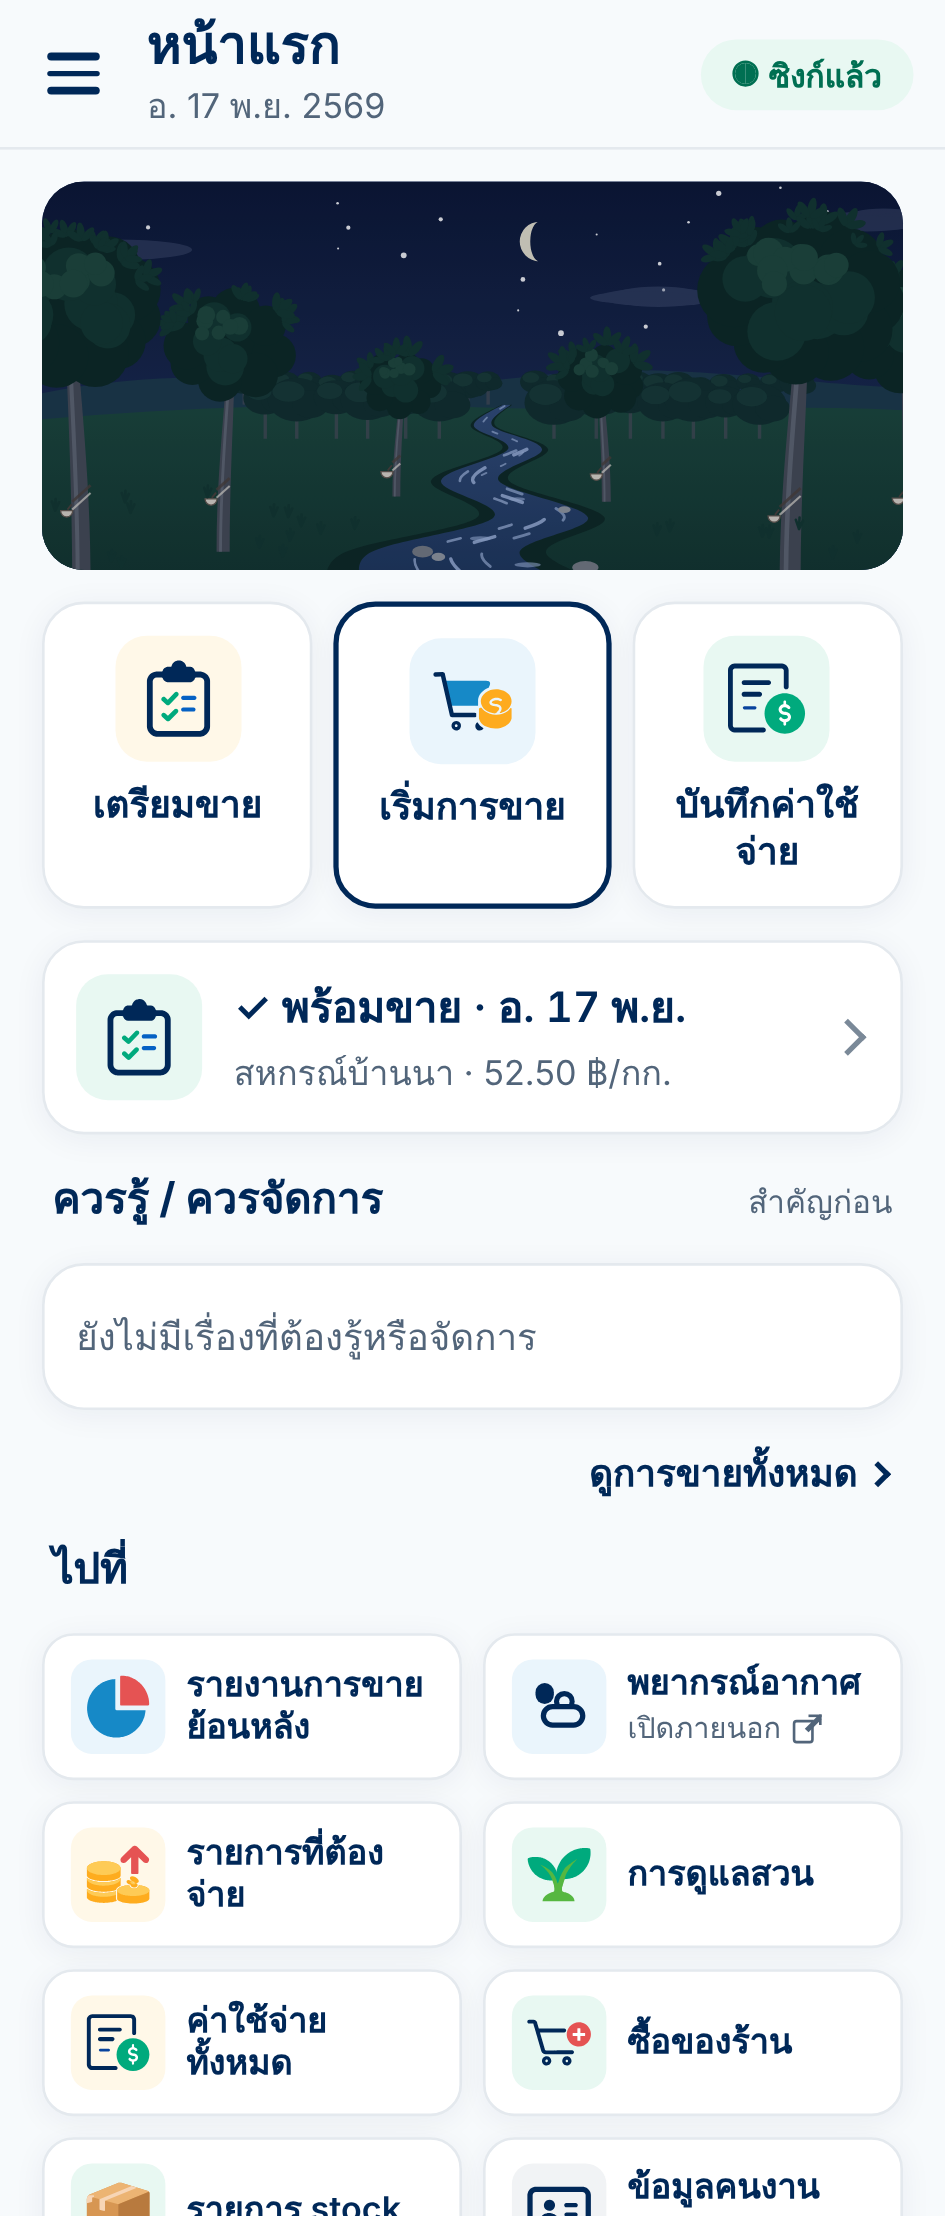 หน้าแรก
อ. 17 พ.ย. 2569
ซิงก์แล้ว
เตรียมขาย
เริ่มการขาย
บันทึกค่าใช้
จ่าย
✓ พร้อมขาย · อ. 17 พ.ย.
สหกรณ์บ้านนา · 52.50 ฿/กก.
ควรรู้ / ควรจัดการ
สำคัญก่อน
ยังไม่มีเรื่องที่ต้องรู้หรือจัดการ
ดูการขายทั้งหมด
ไปที่
รายงานการขาย
ย้อนหลัง
พยากรณ์อากาศ
เปิดภายนอก
รายการที่ต้อง
จ่าย
การดูแลสวน
ค่าใช้จ่าย
ทั้งหมด
ซื้อของร้าน
รายการ stock
ข้อมูลคนงาน